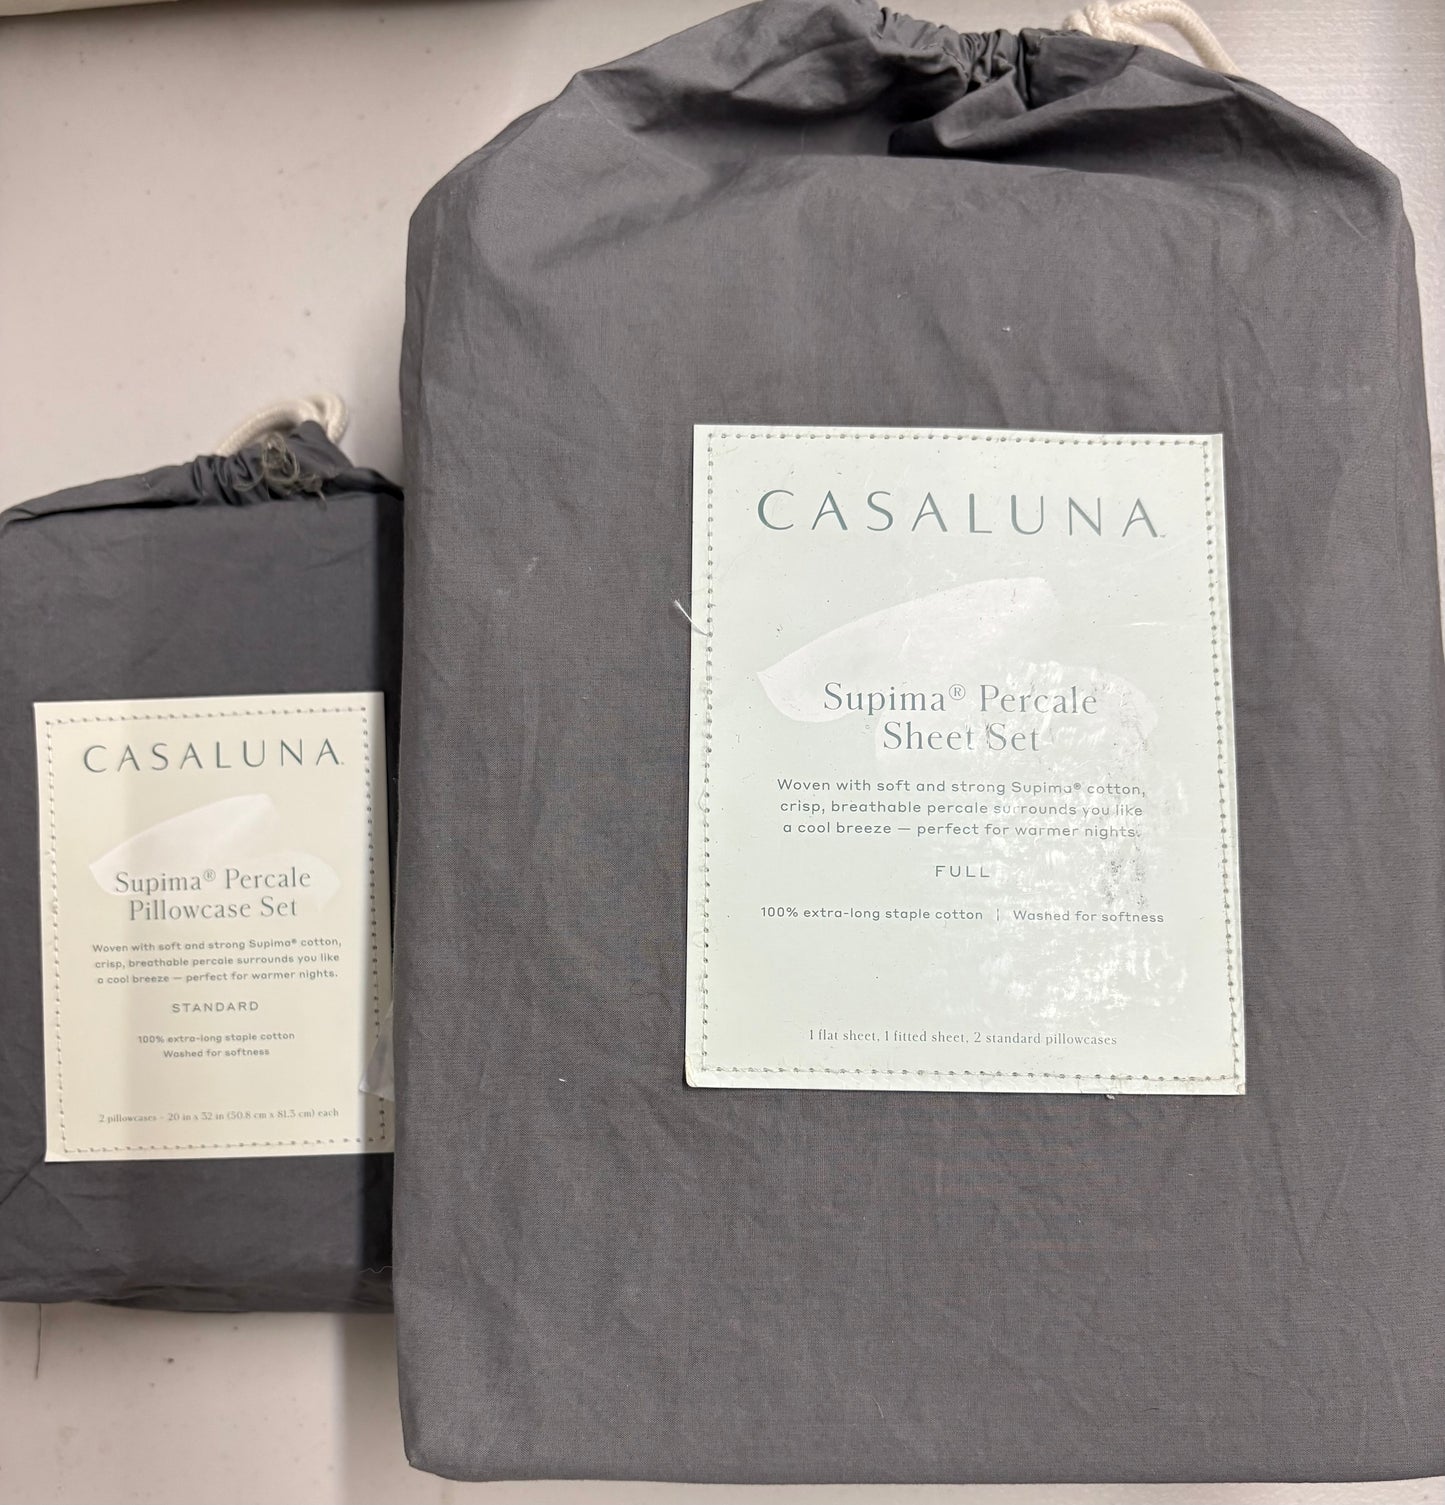 CASALUNA
Supima® Percale
Pillowcase Set
Woven with soft and strong Supima® cotton,
crisp, breathable percale surrounds you like
a cool breeze — perfect for warmer nights.
STANDARD
100% extra-long staple cotton
Washed for softness
2 pillowcases - 20 in x 32 in (50.8 cm x 81.3 cm) each
CASALUNA™
Supima® Percale
Sheet Set
Woven with soft and strong Supima® cotton,
crisp, breathable percale surrounds you like
a cool breeze — perfect for warmer nights.
FULL
100% extra-long staple cotton | Washed for softness
1 flat sheet, 1 fitted sheet, 2 standard pillowcases